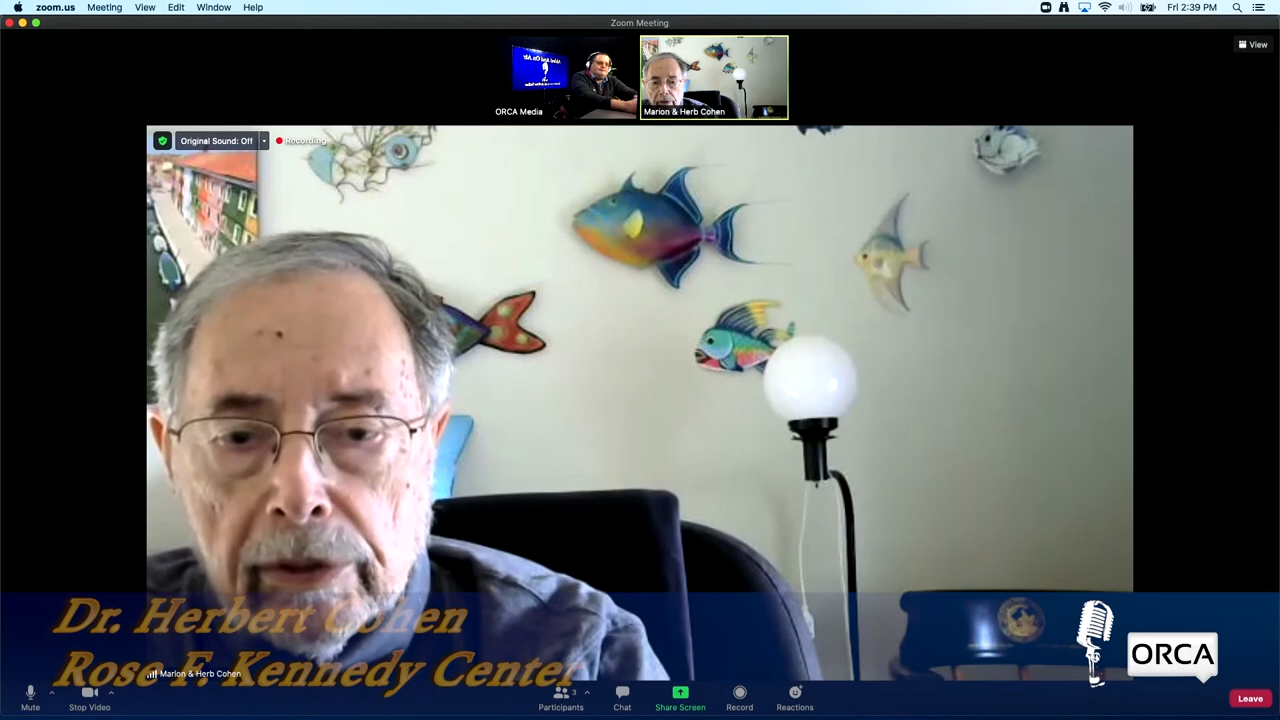 zoom.us Meeting View Edit Window Help Fri 2:39 PM
Zoom Meeting
View
ORCA Media
Marion & Herb Cohen
Original Sound: Off
Recording
Dr. Herbert Cohen
Rose F. Kennedy Center
Marion & Herb Cohen
ORCA
Mute
Stop Video
Participants 3
Chat
Share Screen
Record
Reactions
Leave